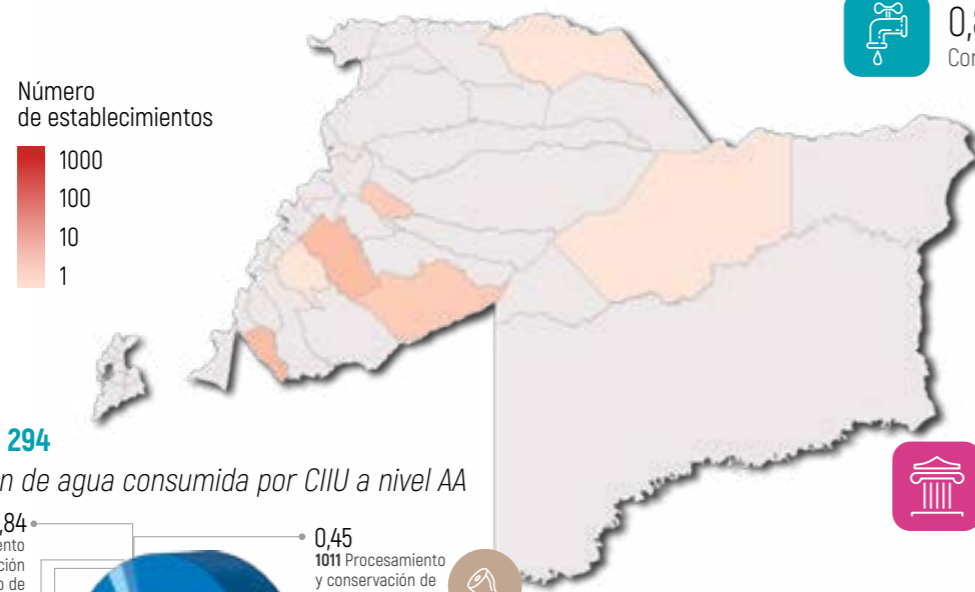 Número
de establecimientos
1000
100
10
1
294
de agua consumida por CIIU a nivel AA
0,45
1011 Procesamiento
y conservación de